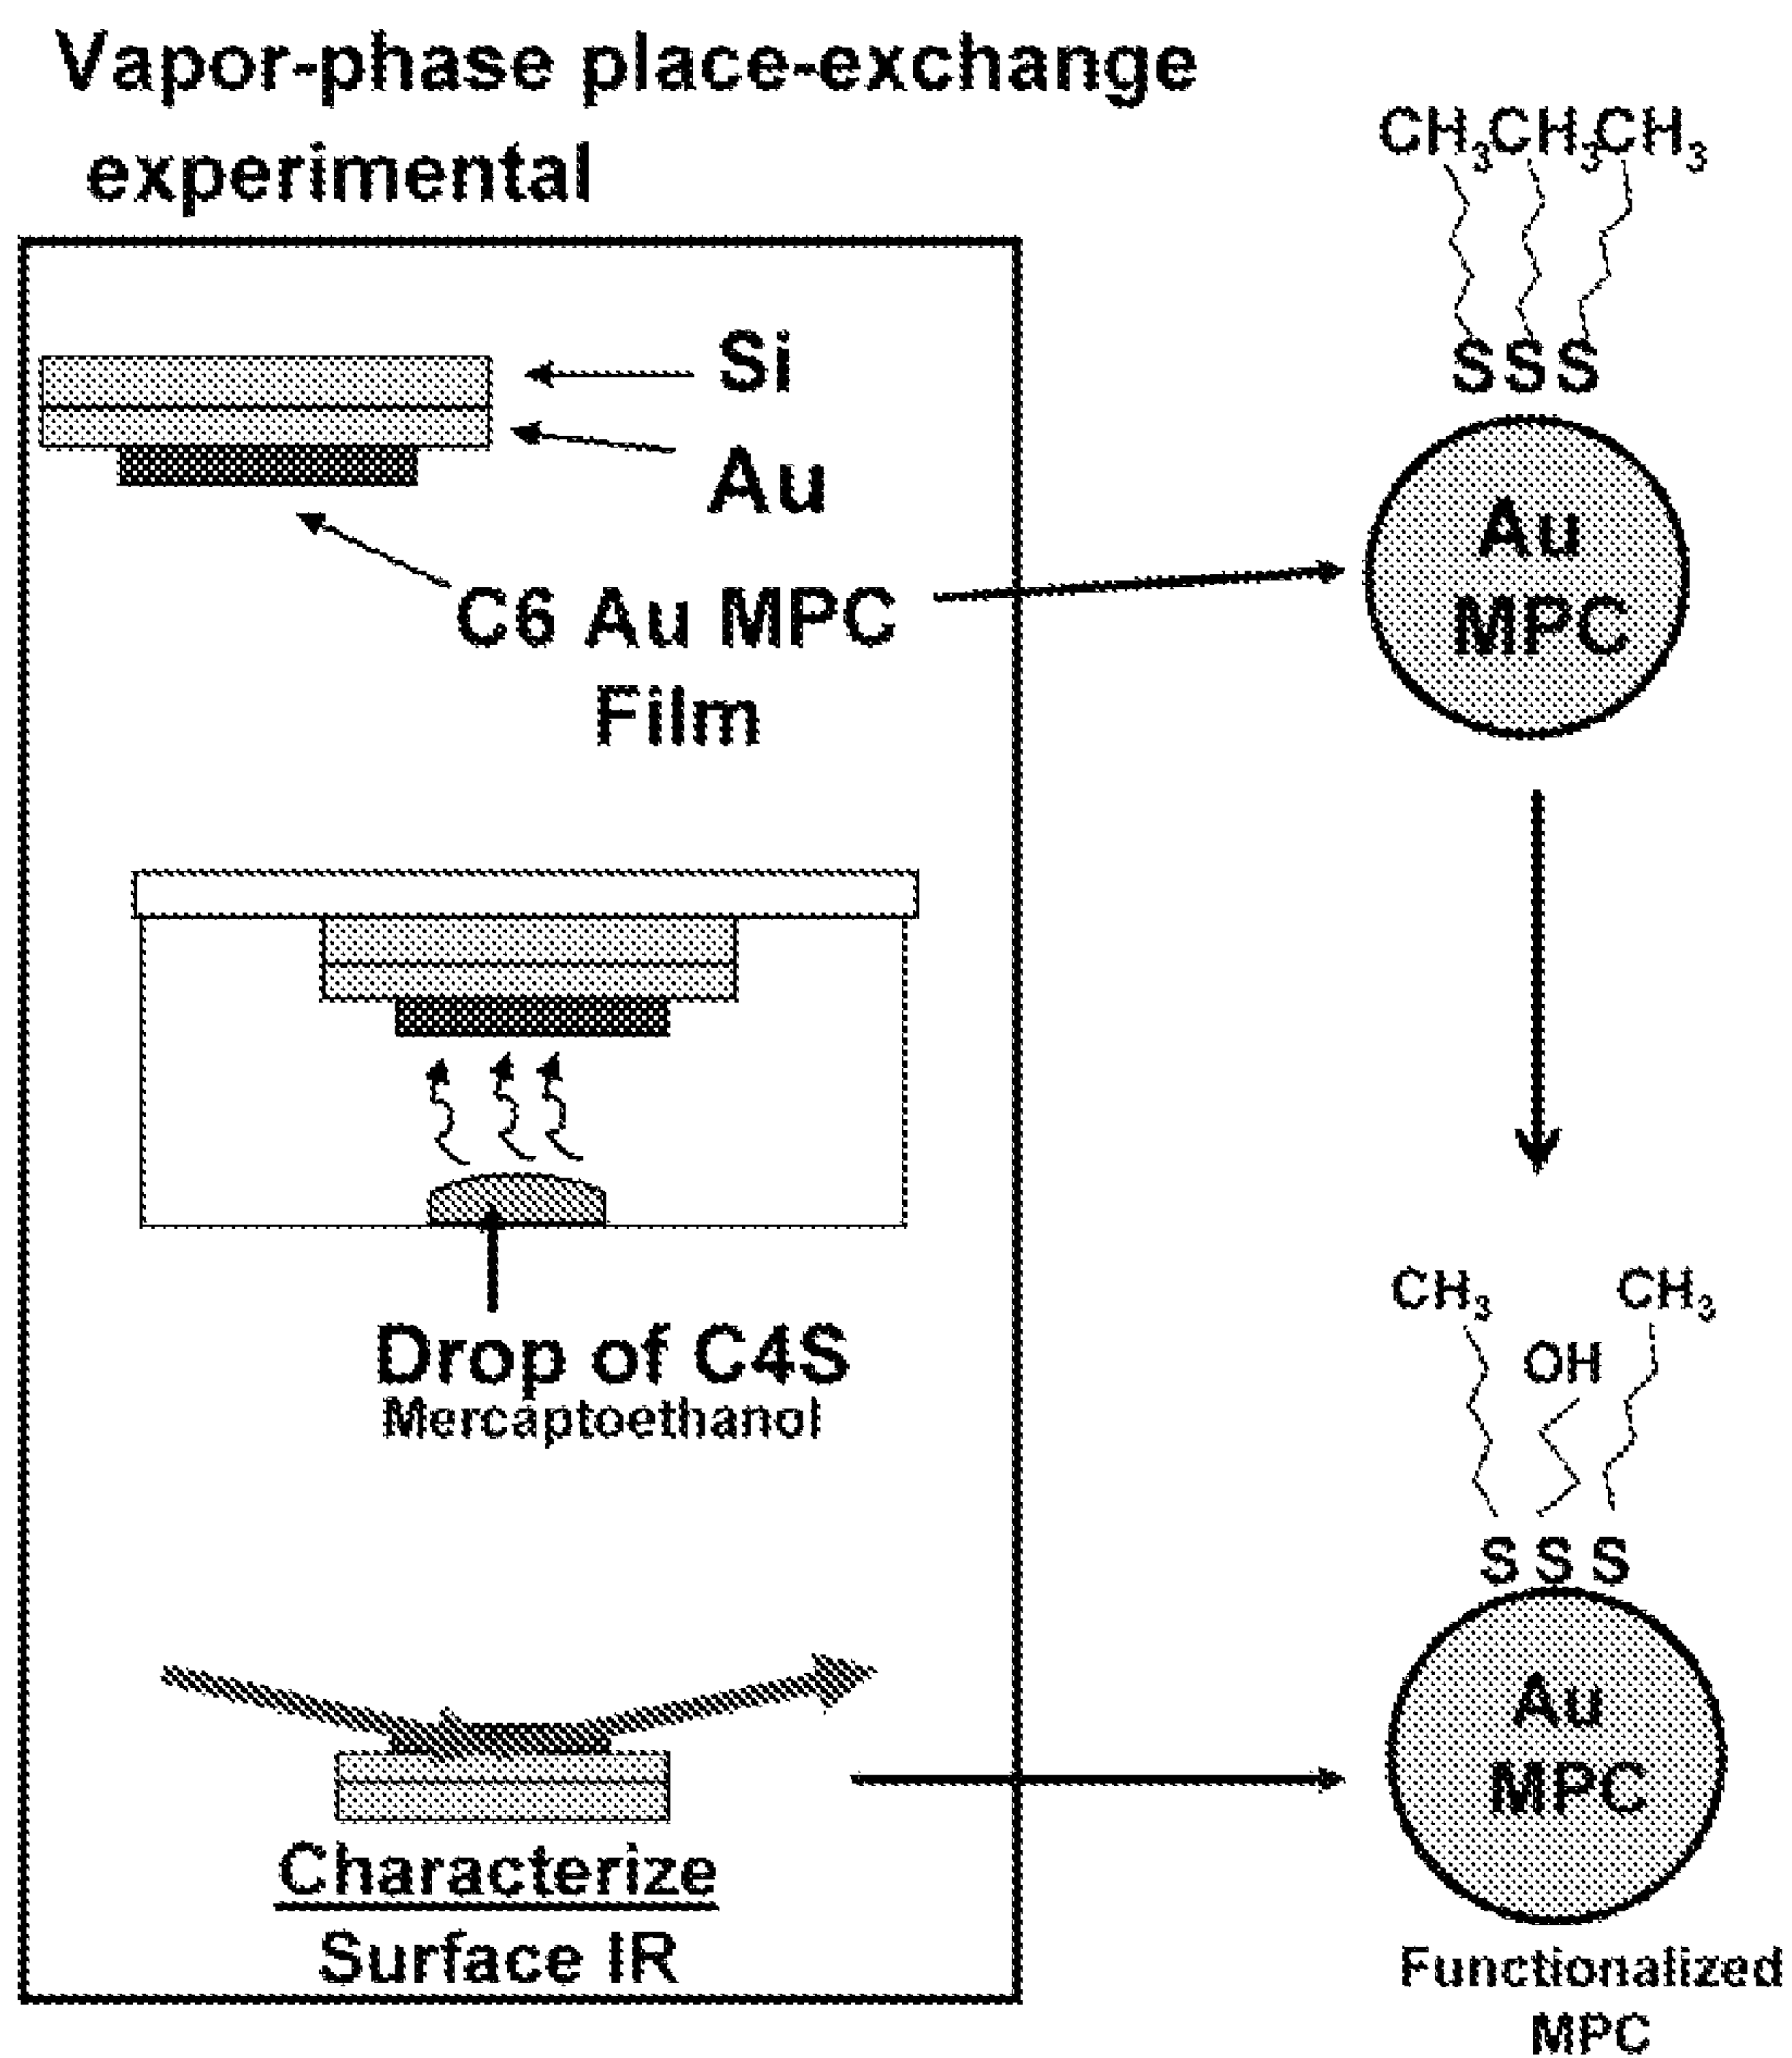 Vapor-phase place-exchange
experimental
CH3CH3CH3
SSS
Si
Au
C6 Au MPC
Film
Au
MPC
Drop of C4S
Mercaptoethanol
CH3 CH3
OH
S S S
Au
MPC
Characterize
Surface IR
Functionalized
MPC